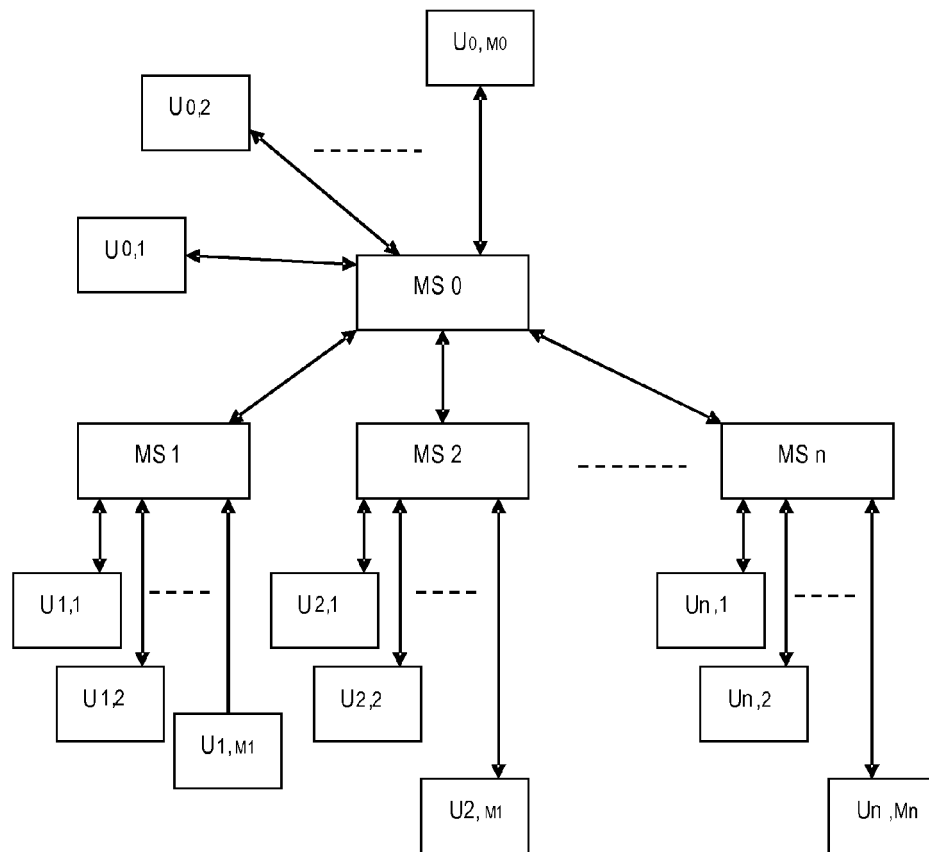 U0,M0
U0,2
U0,1
MS 0
MS 1
MS 2
MS n
U1,1
U2,1
Un,1
U1,2
U2,2
Un,2
U1,M1
U2,M1
Un,Mn